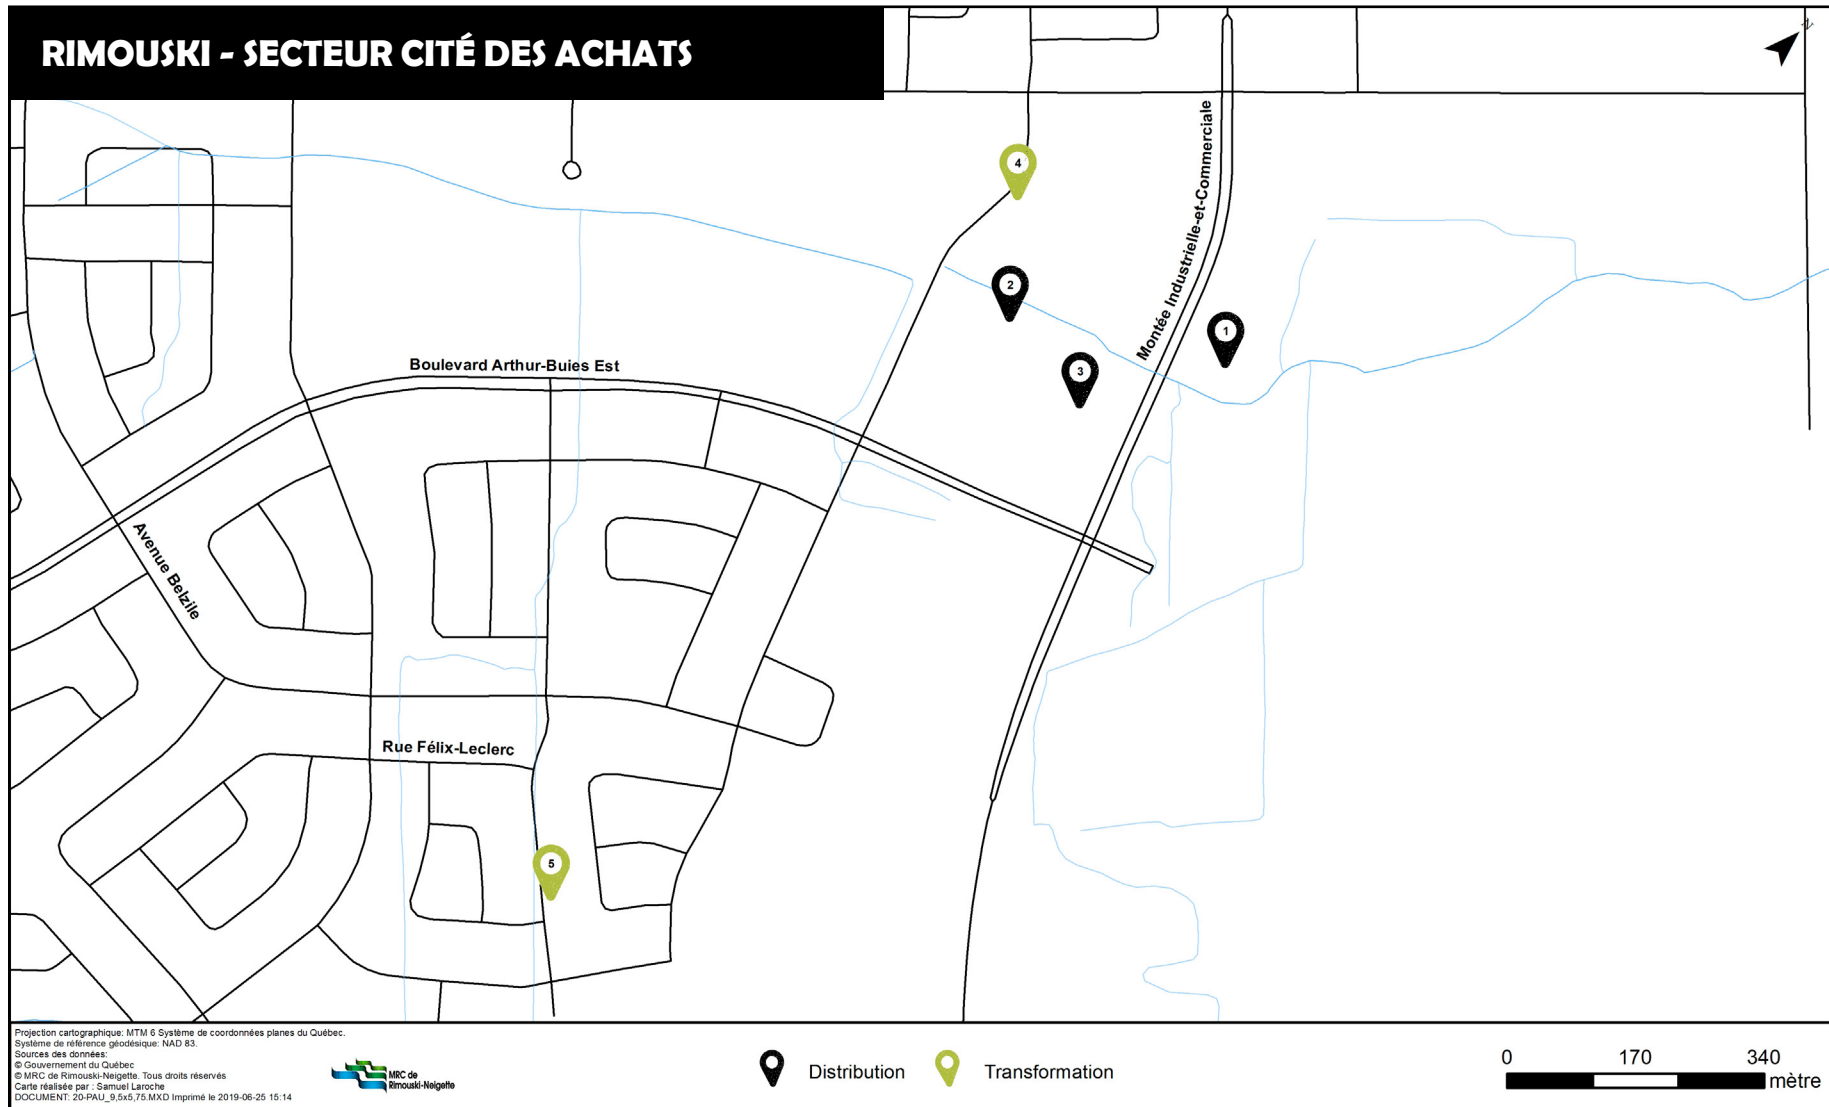 RIMOUSKI - SECTEUR CITÉ DES ACHATS
N
Montée Industrielle-et-Commerciale
4
2
1
3
Boulevard Arthur-Buies Est
Avenue Belzile
Rue Félix-Leclerc
5
Projection cartographique: MTM 6 Système de coordonnées planes du Québec.
Système de référence géodésique: NAD 83.
Sources des données:
© Gouvernement du Québec
© MRC de Rimouski-Neigette. Tous droits réservés
Carte réalisée par : Samuel Laroche
DOCUMENT: 20-PAU_9,5x5,75.MXD Imprimé le 2019-06-25 15:14
MRC de
Rimouski-Neigette
Distribution
Transformation
0 170 340
mètre